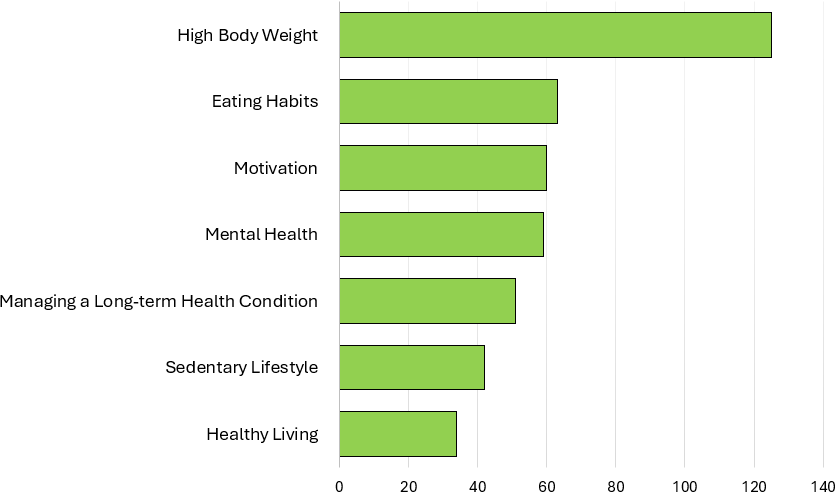 High Body Weight
Eating Habits
Motivation
Mental Health
Managing a Long-term Health Condition
Sedentary Lifestyle
Healthy Living
0 20 40 60 80 100 120 140